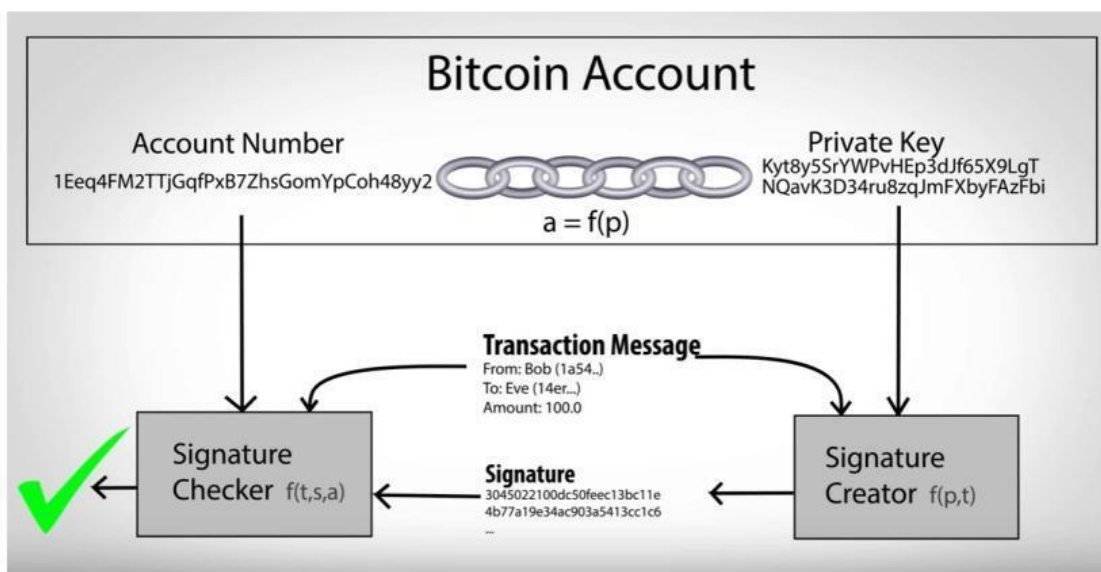 Bitcoin Account
Account Number
1Eeq4FM2TTjGqfPxB7ZhsGomYpCoh48yy2
Private Key
Kyt8y5SrYWPvHEp3dJf65X9LgT
NQavK3D34ru8zqJmFXbyFAzFbi
a = f(p)
Transaction Message
From: Bob (1a54..)
To: Eve (14er...)
Amount: 100.0
Signature
Checker f(t,s,a)
Signature
3045022100dc50feec13bc11e
4b77a19e34ac903a5413cc1c6
...
Signature
Creator f(p,t)